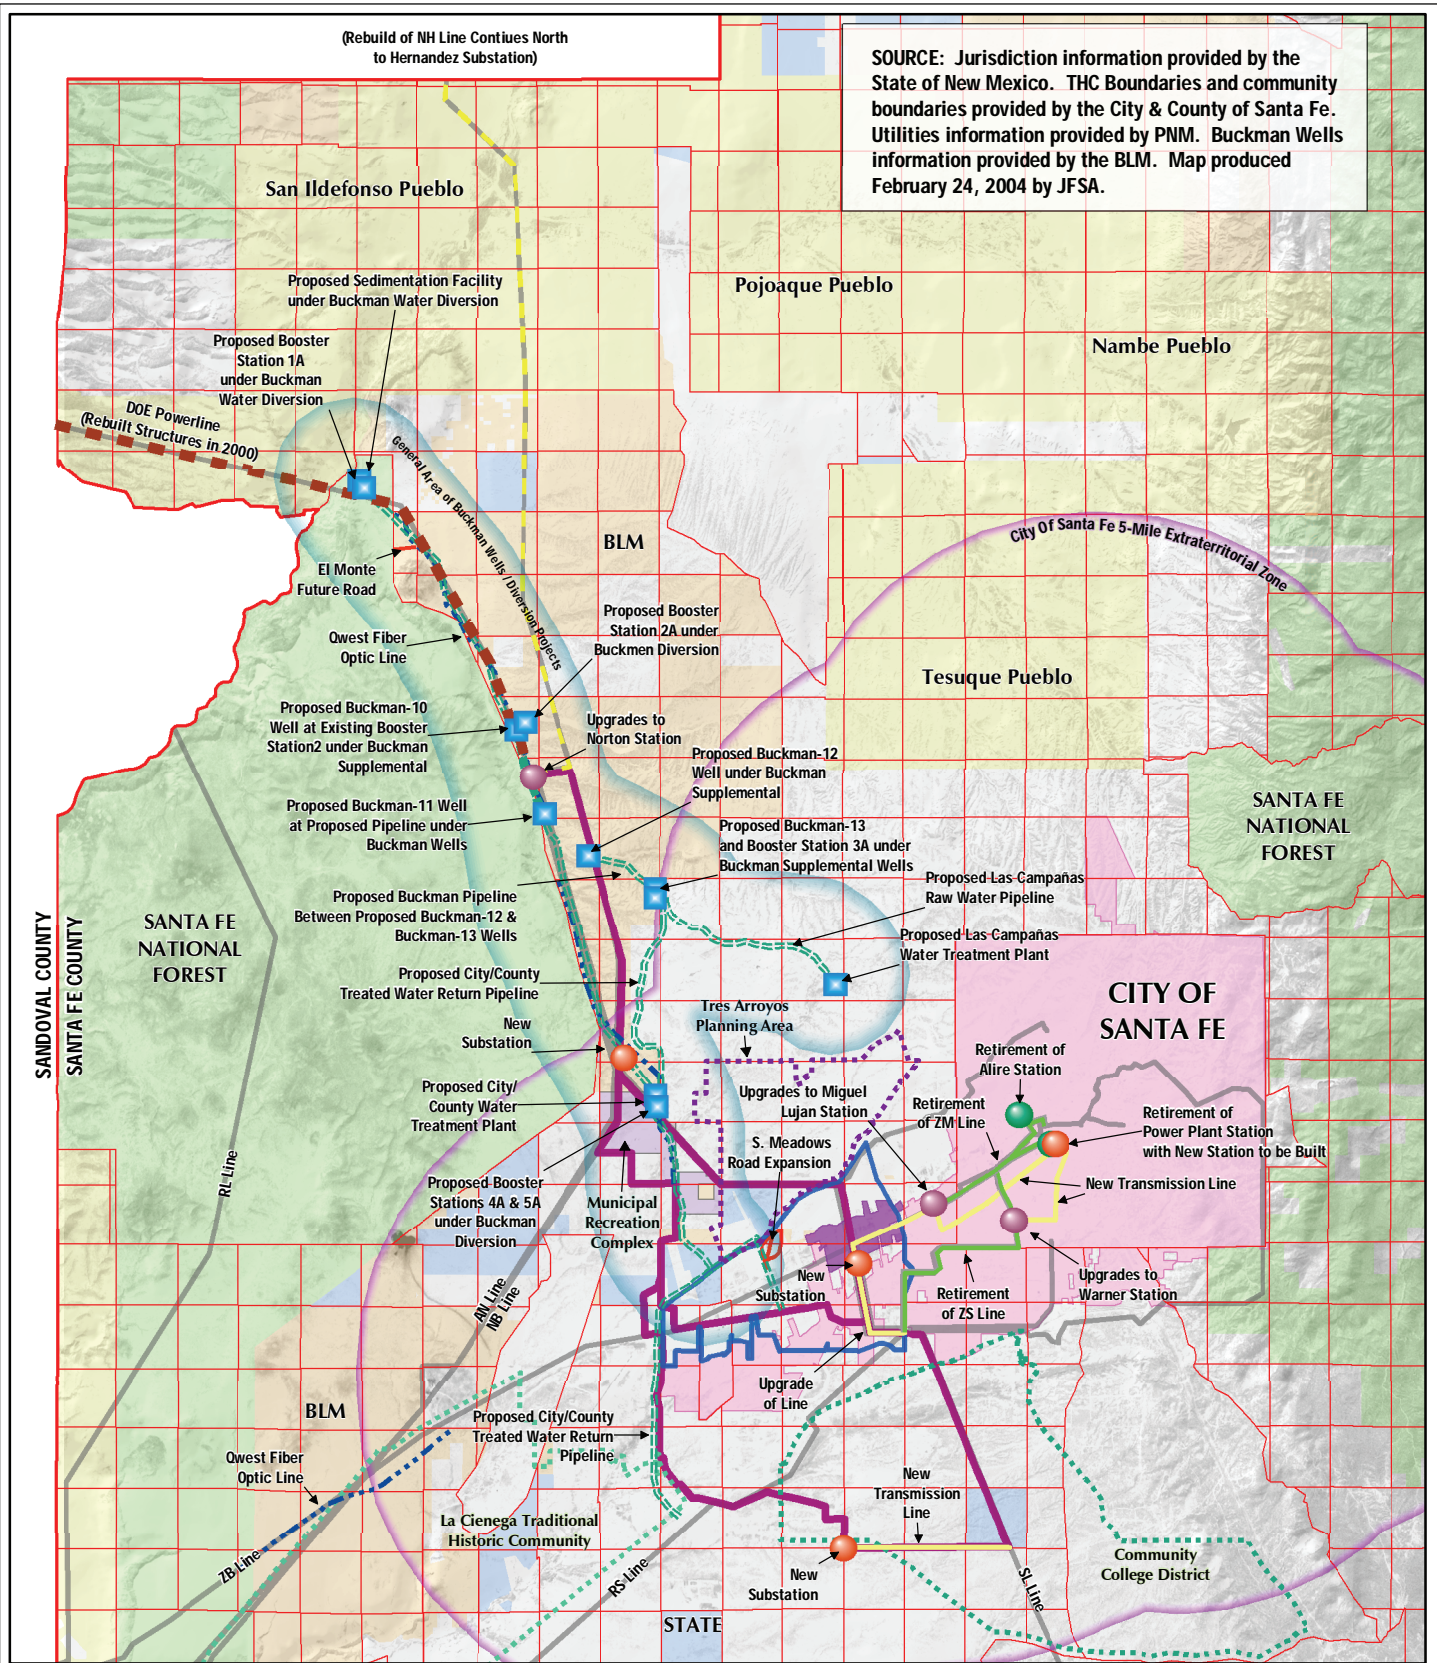 (Rebuild of NH Line Contiues North
to Hernandez Substation)
SOURCE: Jurisdiction information provided by the
State of New Mexico. THC Boundaries and community
boundaries provided by the City & County of Santa Fe.
Utilities information provided by PNM. Buckman Wells
information provided by the BLM. Map produced
February 24, 2004 by JFSA.
San Ildefonso Pueblo
Proposed Sedimentation Facility
under Buckman Water Diversion
Pojoaque Pueblo
Proposed Booster
Station 1A
under Buckman
Water Diversion
Nambe Pueblo
DOE Powerline
(Rebuilt Structures in 2000)
General Area of Buckman Wells / Diversion Projects
BLM
City Of Santa Fe 5-Mile Extraterritorial Zone
El Monte
Future Road
Qwest Fiber
Optic Line
Proposed Booster
Station 2A under
Buckmen Diversion
Tesuque Pueblo
Proposed Buckman-10
Well at Existing Booster
Station2 under Buckman
Supplemental
Upgrades to
Norton Station
Proposed Buckman-12
Well under Buckman
Supplemental
Proposed Buckman-11 Well
at Proposed Pipeline under
Buckman Wells
SANTA FE
NATIONAL
FOREST
Proposed Buckman-13
and Booster Station 3A under
Buckman Supplemental Wells
Proposed Las Campañas
Raw Water Pipeline
Proposed Buckman Pipeline
Between Proposed Buckman-12 &
Buckman-13 Wells
SANTA FE
NATIONAL
FOREST
Proposed Las Campañas
Water Treatment Plant
SANDOVAL COUNTY
SANTA FE COUNTY
Proposed City/County
Treated Water Return Pipeline
CITY OF
SANTA FE
Tres Arroyos
Planning Area
New
Substation
Retirement of
Alire Station
Proposed City/
County Water
Treatment Plant
Upgrades to Miguel
Lujan Station
Retirement
of ZM Line
Retirement of
Power Plant Station
with New Station to be Built
S. Meadows
Road Expansion
RL Line
Proposed Booster
Stations 4A & 5A
under Buckman
Diversion
Municipal
Recreation
Complex
New Transmission Line
AN Line
NB Line
New
Substation
Retirement
of ZS Line
Upgrades to
Warner Station
Upgrade
of Line
BLM
Proposed City/County
Treated Water Return
Pipeline
Qwest Fiber
Optic Line
New
Transmission
Line
La Cienega Traditional
Historic Community
ZB Line
RS Line
New
Substation
SL Line
Community
College District
STATE